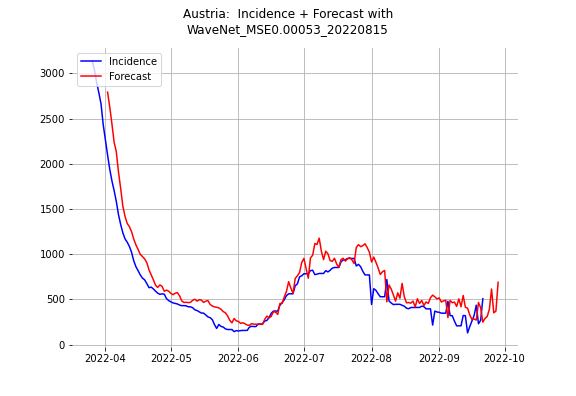 Austria:  Incidence + Forecast with
WaveNet_MSE0.00053_20220815
Incidence
Forecast
3000
2500
2000
1500
1000
500
0
2022-04 2022-05 2022-06 2022-07 2022-08 2022-09 2022-10